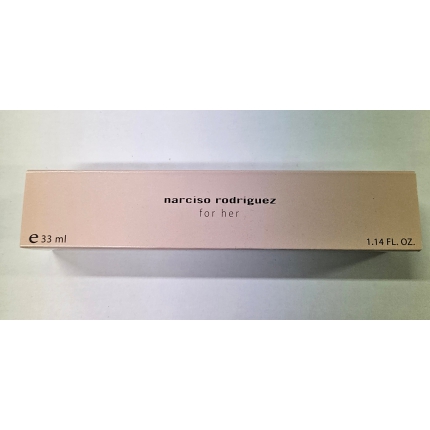 narciso rodriguez
for her
e 33 ml
1.14 FL. OZ.